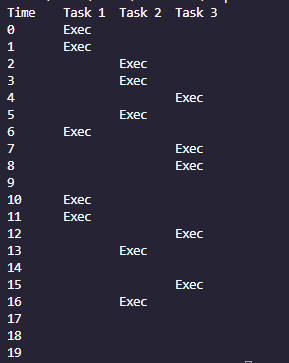 Time Task 1 Task 2 Task 3
0 Exec
1 Exec
2 Exec
3 Exec
4 Exec
5 Exec
6 Exec
7 Exec
8 Exec
9
10 Exec
11 Exec
12 Exec
13 Exec
14
15 Exec
16 Exec
17
18
19